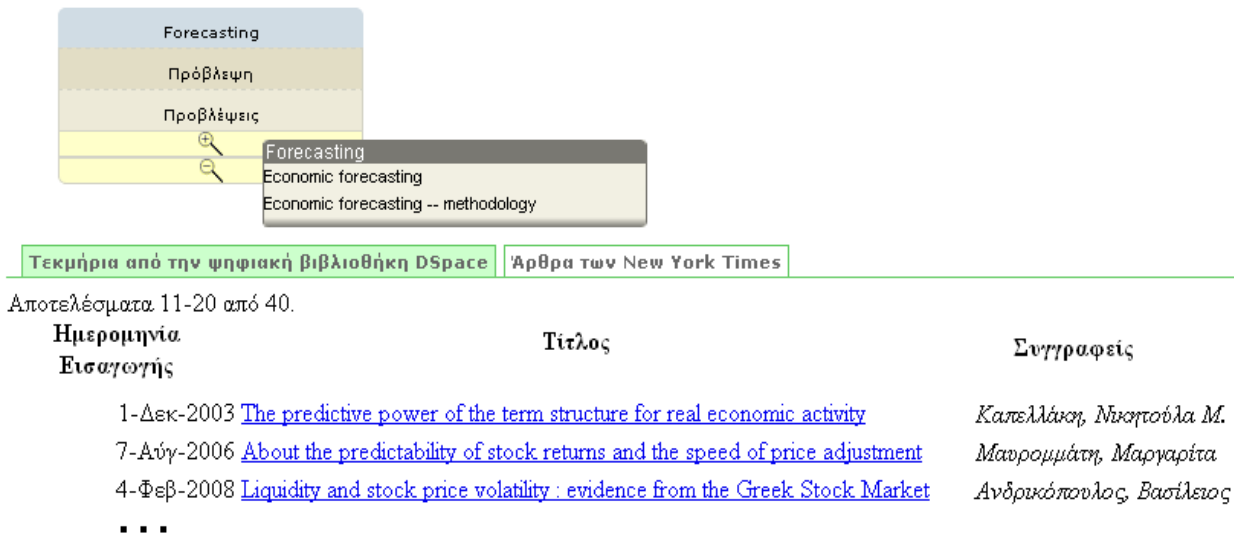 Forecasting
Πρόβλεψη
Προβλέψεις
Forecasting
Economic forecasting
Economic forecasting -- methodology
Τεκμήρια από την ψηφιακή βιβλιοθήκη DSpace Άρθρα των New York Times
Αποτελέσματα 11-20 από 40.
Ημερομηνία Εισαγωγής Τίτλος Συγγραφείς
1-Δεκ-2003 The predictive power of the term structure for real economic activity Καπελλάκη, Νικητούλα Μ.
7-Αύγ-2006 About the predictability of stock returns and the speed of price adjustment Μαυρομμάτη, Μαργαρίτα
4-Φεβ-2008 Liquidity and stock price volatility : evidence from the Greek Stock Market Ανδρικόπουλος, Βασίλειος
...